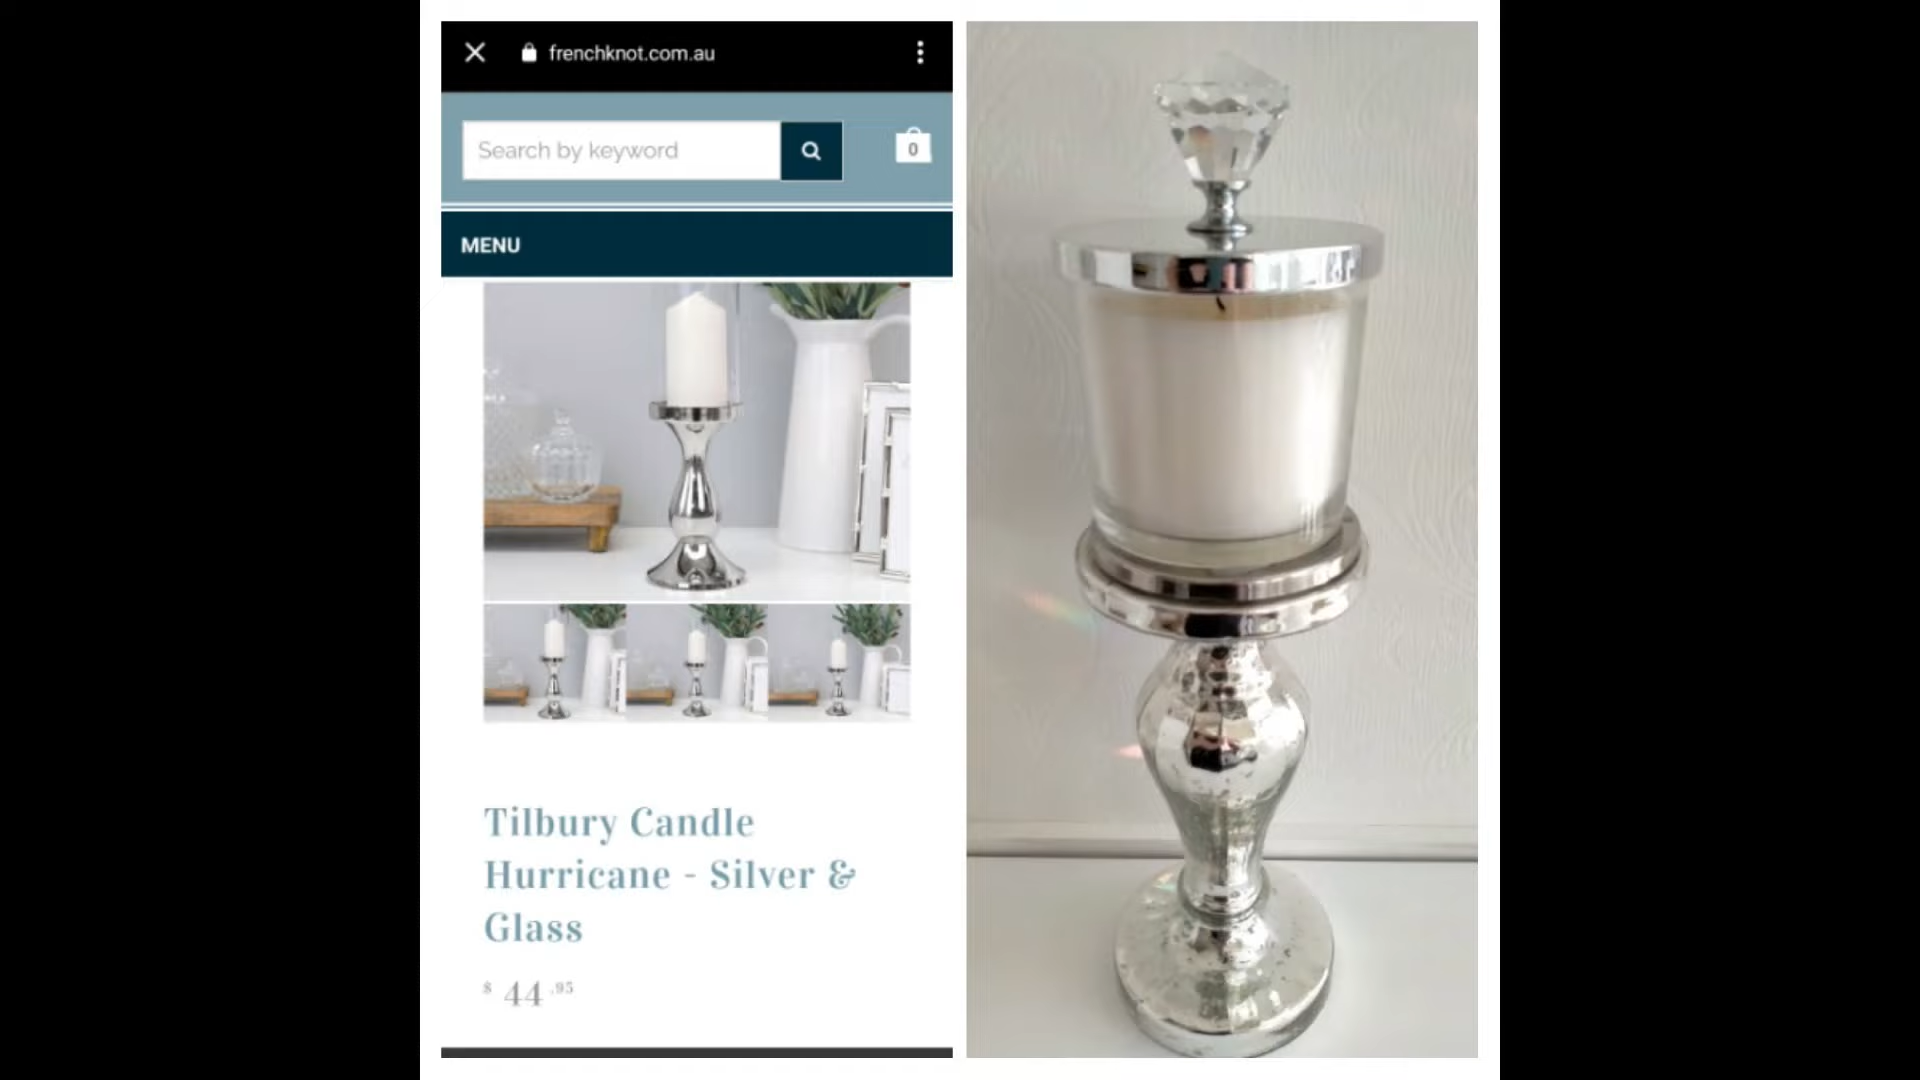 frenchknot.com.au
Search by keyword
0
MENU
Tilbury Candle
Hurricane - Silver &
Glass
$ 44.95